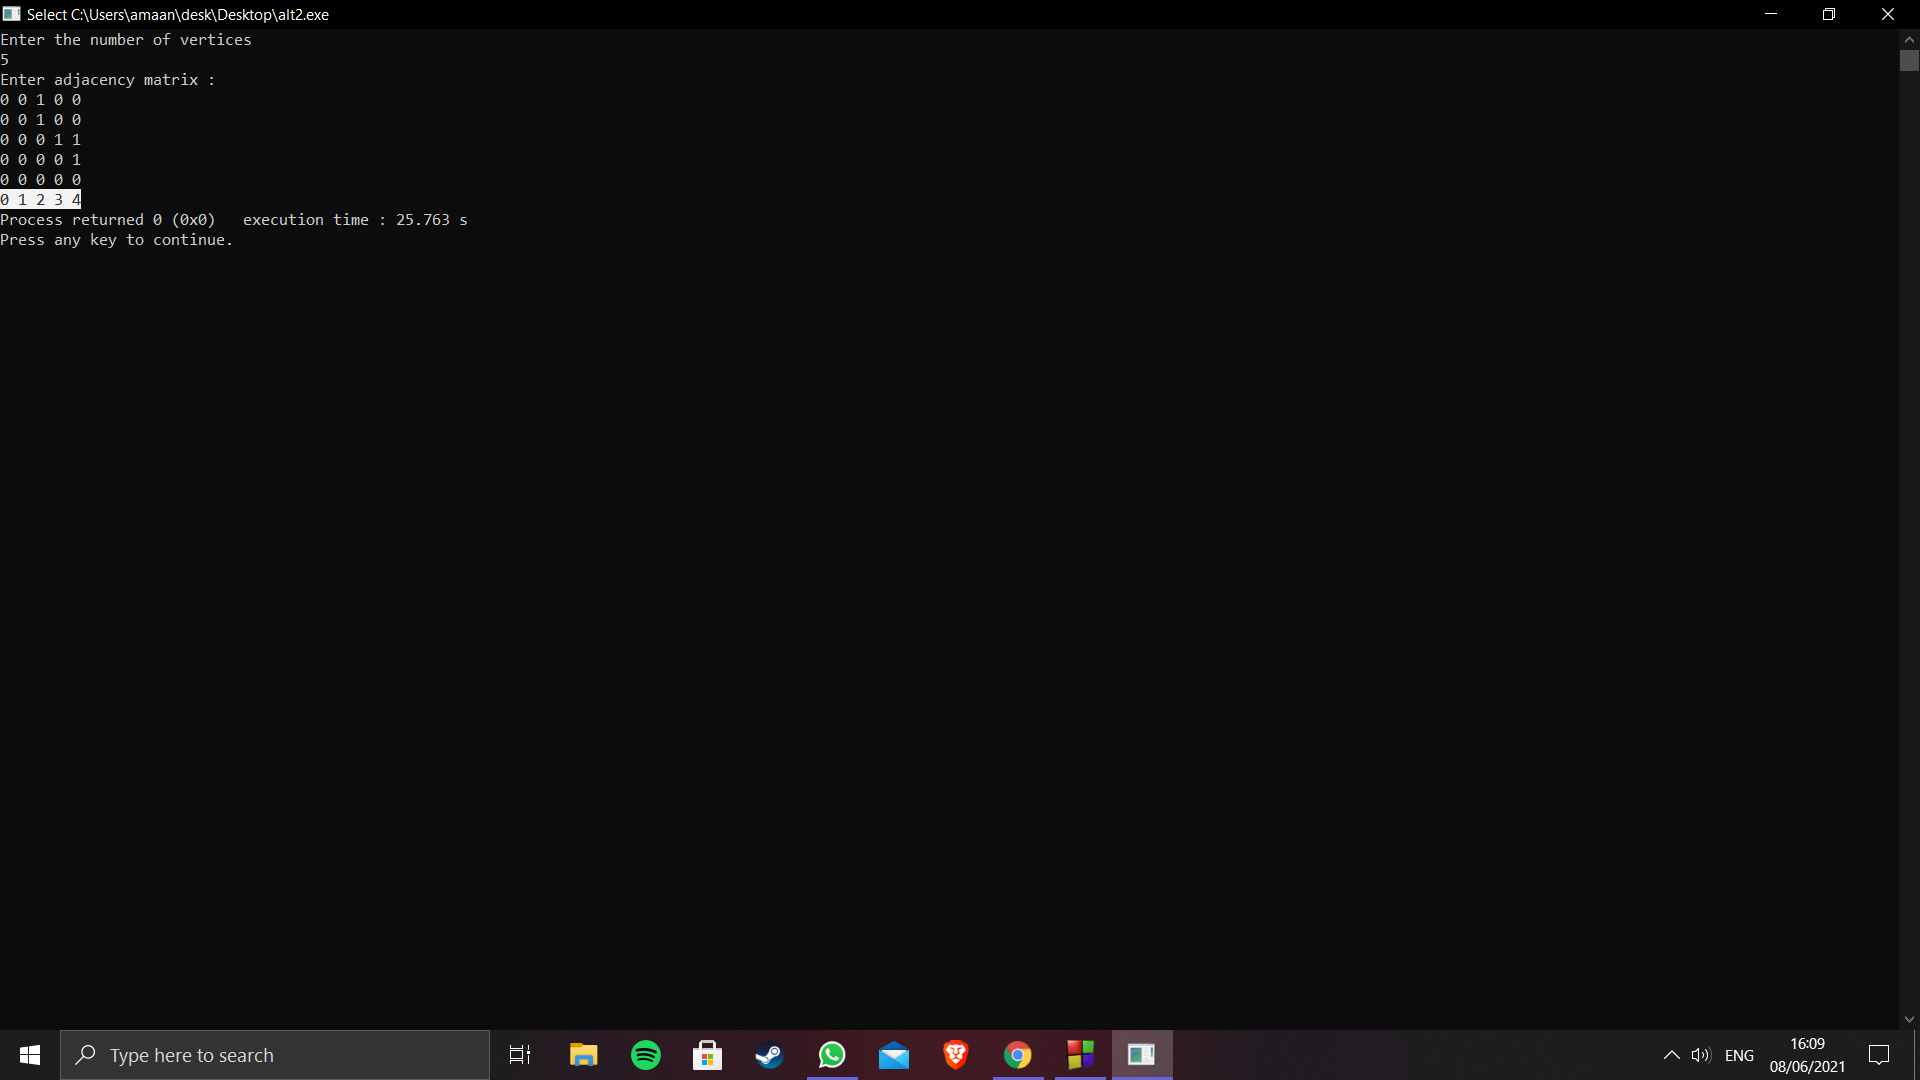 Select C:\Users\amaan\desk\Desktop\alt2.exe
Enter the number of vertices
5
Enter adjacency matrix :
0 0 1 0 0
0 0 1 0 0
0 0 0 1 1
0 0 0 0 1
0 0 0 0 0
0 1 2 3 4
Process returned 0 (0x0)   execution time : 25.763 s
Press any key to continue.
Type here to search
ENG
16:09
08/06/2021